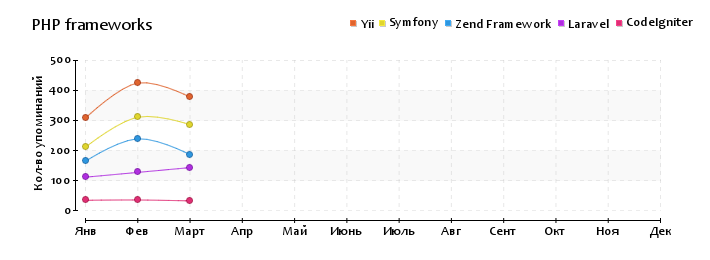 PHP frameworks
Yii Symfony Zend Framework Laravel CodeIgniter
Кол-во упоминаний
500
400
300
200
100
0
Янв Фев Март Апр Май Июнь Июль Авг Сент Окт Ноя Дек